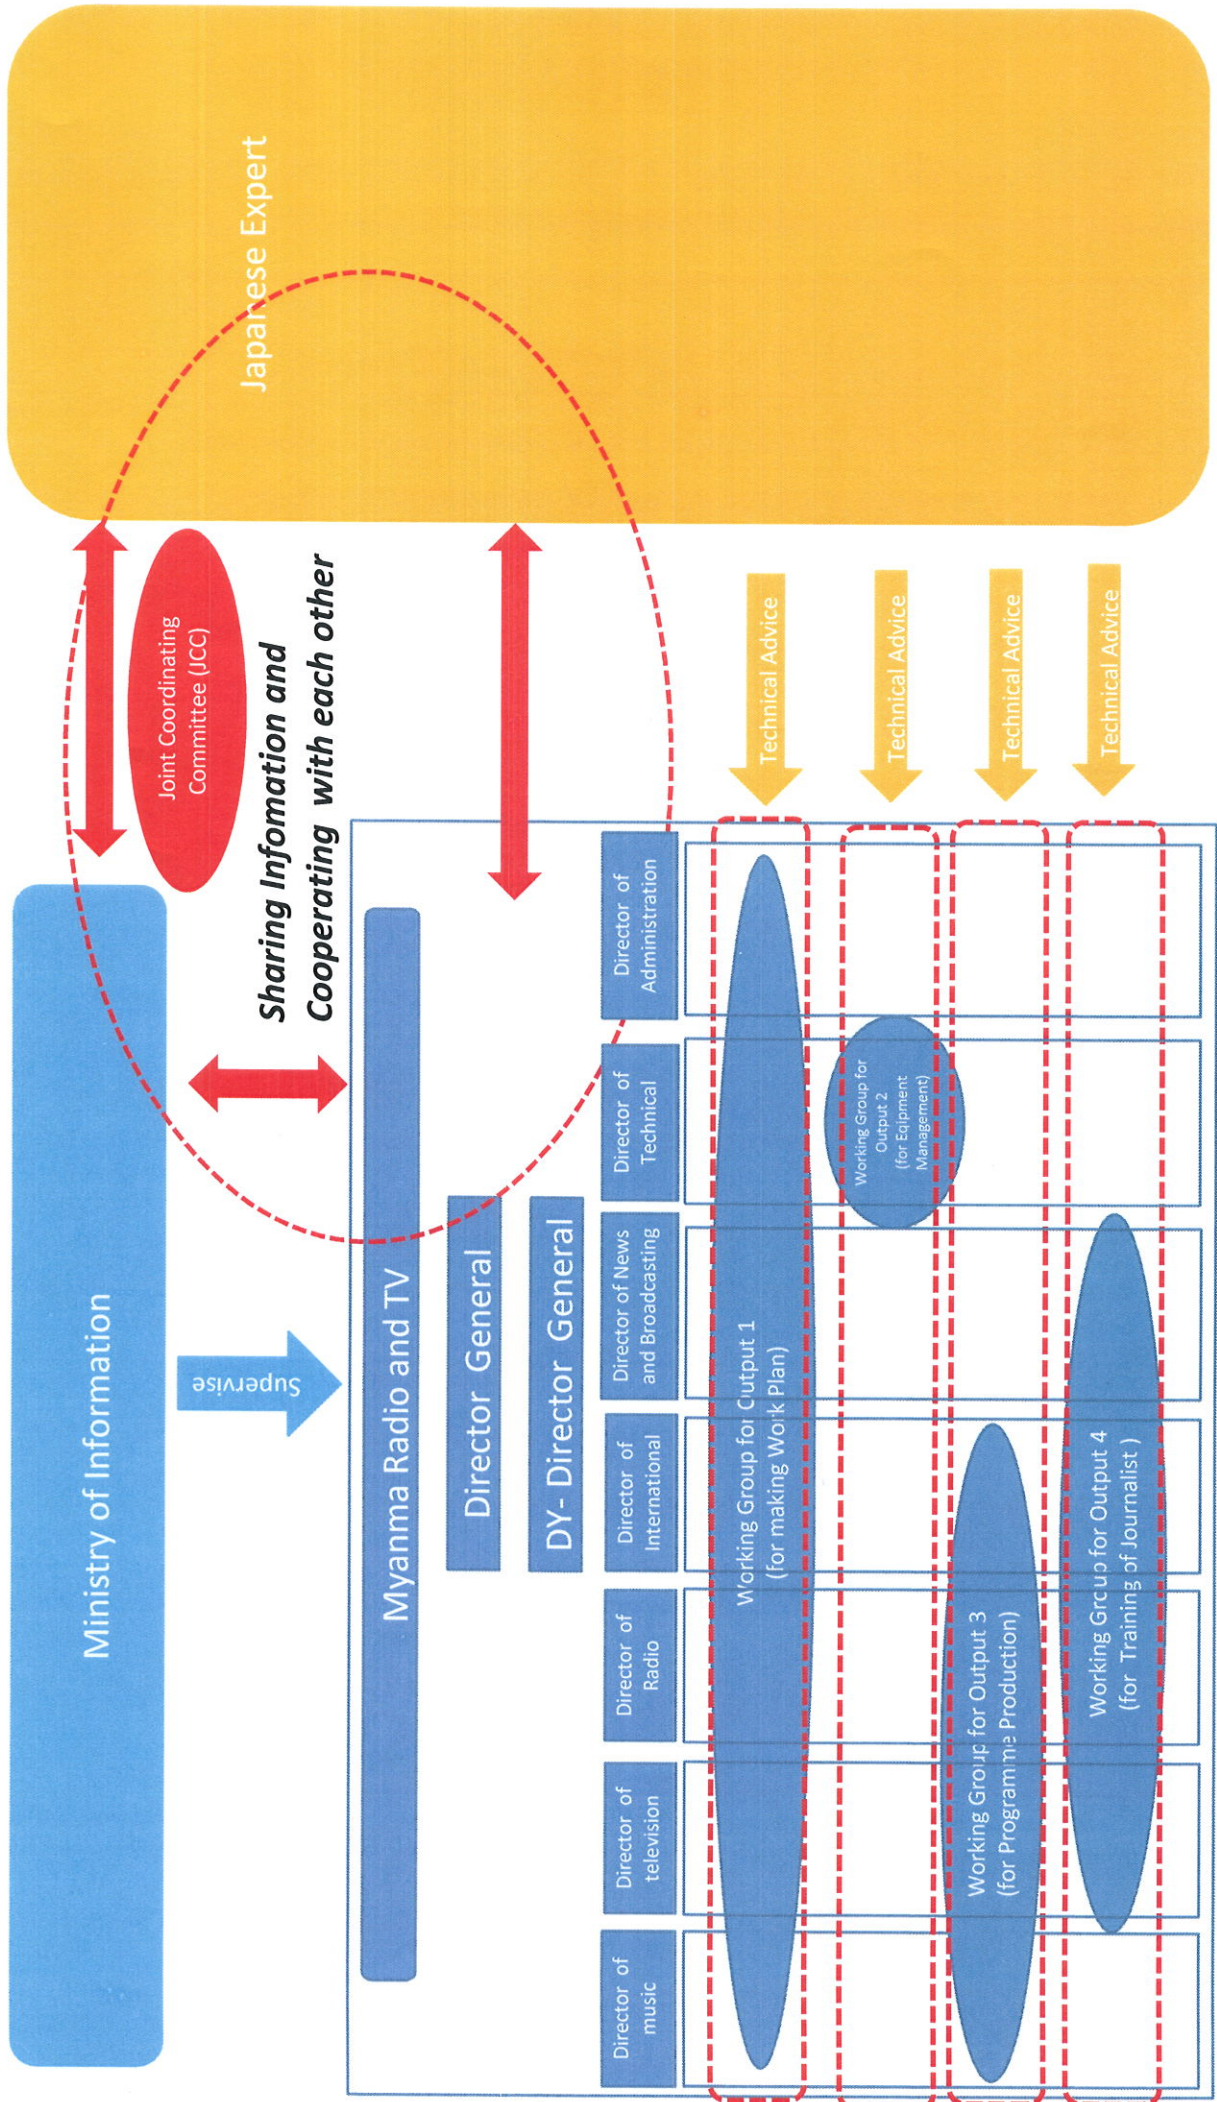 Ministry of Information
Japanese Expert
Joint Coordinating
Committee (JCC)
Supervise
Sharing Infomation and
Cooperating with each other
Myanma Radio and TV
Director General
DY- Director General
Director of
music
Director of
television
Director of
Radio
Director of
International
Director of News
and Broadcasting
Director of
Technical
Director of
Administration
Working Group for Output 1
(for making Work Plan)
Technical Advice
Working Group for
Output 2
(for Eqipment
Management)
Technical Advice
Working Group for Output 3
(for Programme Production)
Technical Advice
Working Group for Output 4
(for Training of Journalist )
Technical Advice